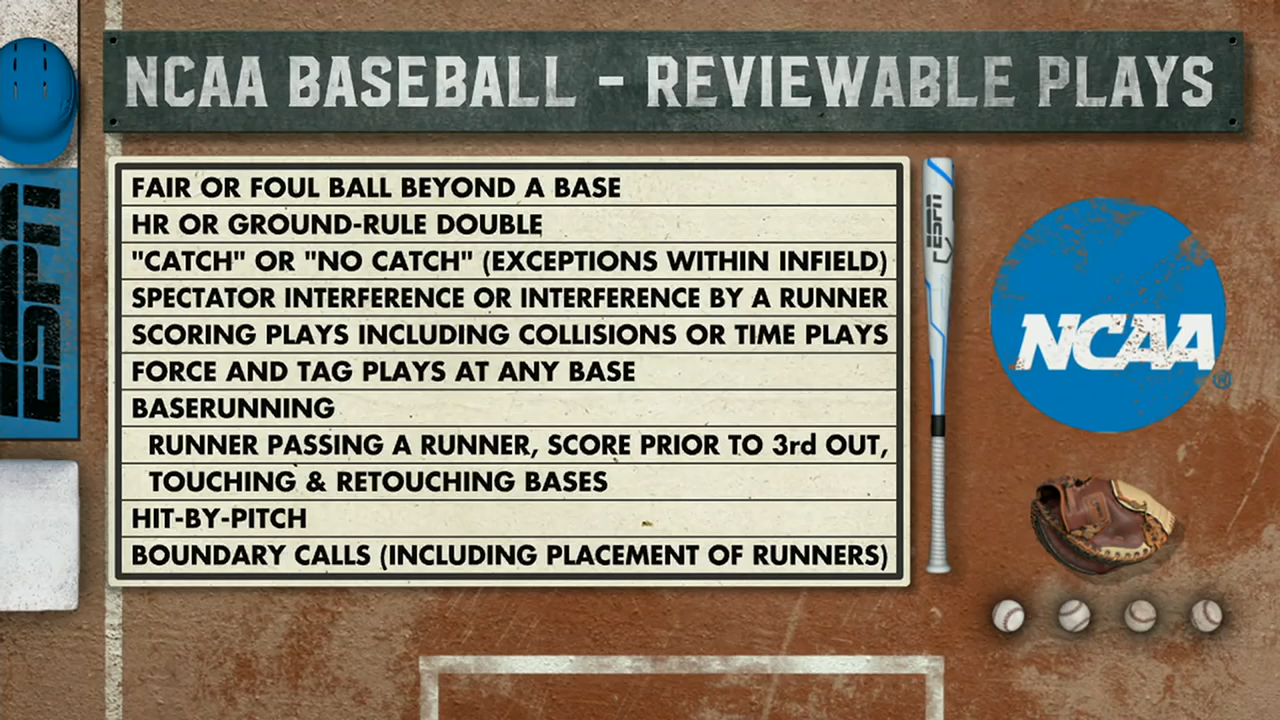 NCAA BASEBALL - REVIEWABLE PLAYS
FAIR OR FOUL BALL BEYOND A BASE
HR OR GROUND-RULE DOUBLE
"CATCH" OR "NO CATCH" (EXCEPTIONS WITHIN INFIELD)
SPECTATOR INTERFERENCE OR INTERFERENCE BY A RUNNER
SCORING PLAYS INCLUDING COLLISIONS OR TIME PLAYS
FORCE AND TAG PLAYS AT ANY BASE
BASERUNNING
RUNNER PASSING A RUNNER, SCORE PRIOR TO 3rd OUT,
TOUCHING & RETOUCHING BASES
HIT-BY-PITCH
BOUNDARY CALLS (INCLUDING PLACEMENT OF RUNNERS)
ESPN
ESPN
NCAA
®